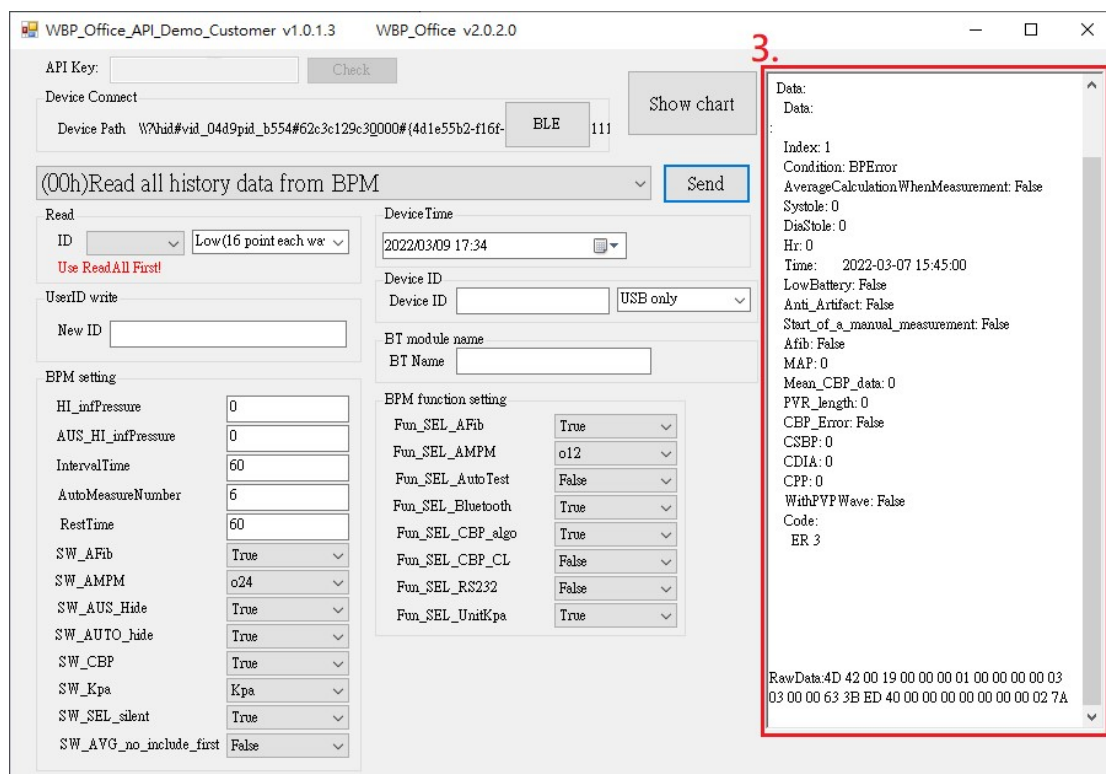 WBP_Office_API_Demo_Customer v1.0.1.3 WBP_Office v2.0.2.0
3.
API Key:
Check
Device Connect
Device Path \\?\hid#vid_04d9pid_b554#62c3c129c30000#{4d1e55b2-f16f-
BLE
111
Show chart
(00h)Read all history data from BPM
Send
Read
ID
Low(16 point each wav
Use ReadAll First!
UserID write
New ID
BPM setting
HI_infPressure 0
AUS_HI_infPressure 0
IntervalTime 60
AutoMeasureNumber 6
RestTime 60
SW_AFib True
SW_AMPM o24
SW_AUS_Hide True
SW_AUTO_hide True
SW_CBP True
SW_Kpa Kpa
SW_SEL_silent True
SW_AVG_no_include_first False
DeviceTime
2022/03/09 17:34
Device ID
Device ID
USB only
BT module name
BT Name
BPM function setting
Fun_SEL_AFib True
Fun_SEL_AMPM o12
Fun_SEL_AutoTest False
Fun_SEL_Bluetooth True
Fun_SEL_CBP_algo True
Fun_SEL_CBP_CL False
Fun_SEL_RS232 False
Fun_SEL_UnitKpa True
Data:
Data:
:
Index: 1
Condition: BPError
AverageCalculationWhenMeasurement: False
Systole: 0
DiaStole: 0
Hr: 0
Time: 2022-03-07 15:45:00
LowBattery: False
Anti_Artifact: False
Start_of_a_manual_measurement: False
Afib: False
MAP: 0
Mean_CBP_data: 0
PVR_length: 0
CBP_Error: False
CSBP: 0
CDIA: 0
CPP: 0
WithPVPWave: False
Code:
ER 3
RawData:4D 42 00 19 00 00 00 01 00 00 00 00 03
03 00 00 63 3B ED 40 00 00 00 00 00 00 00 02 7A